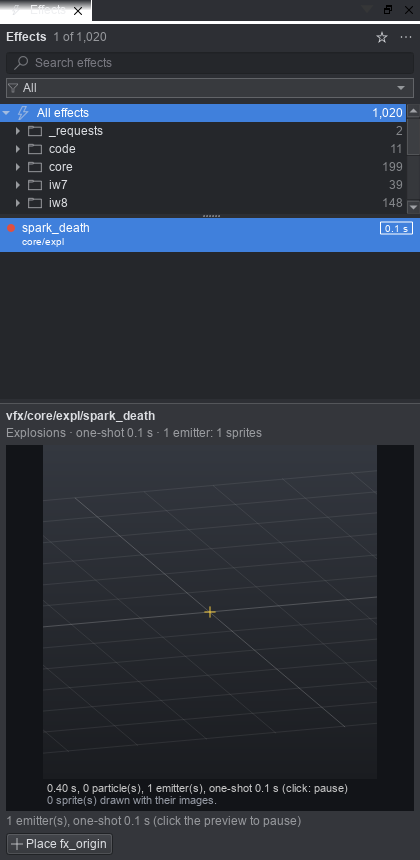 Effects
Effects 1 of 1,020
Search effects
All
All effects 1,020
_requests 2
code 11
core 199
iw7 39
iw8 148
spark_death 0.1 s
core/expl
vfx/core/expl/spark_death
Explosions · one-shot 0.1 s · 1 emitter: 1 sprites
0.40 s, 0 particle(s), 1 emitter(s), one-shot 0.1 s (click: pause)
0 sprite(s) drawn with their images.
1 emitter(s), one-shot 0.1 s (click the preview to pause)
Place fx_origin